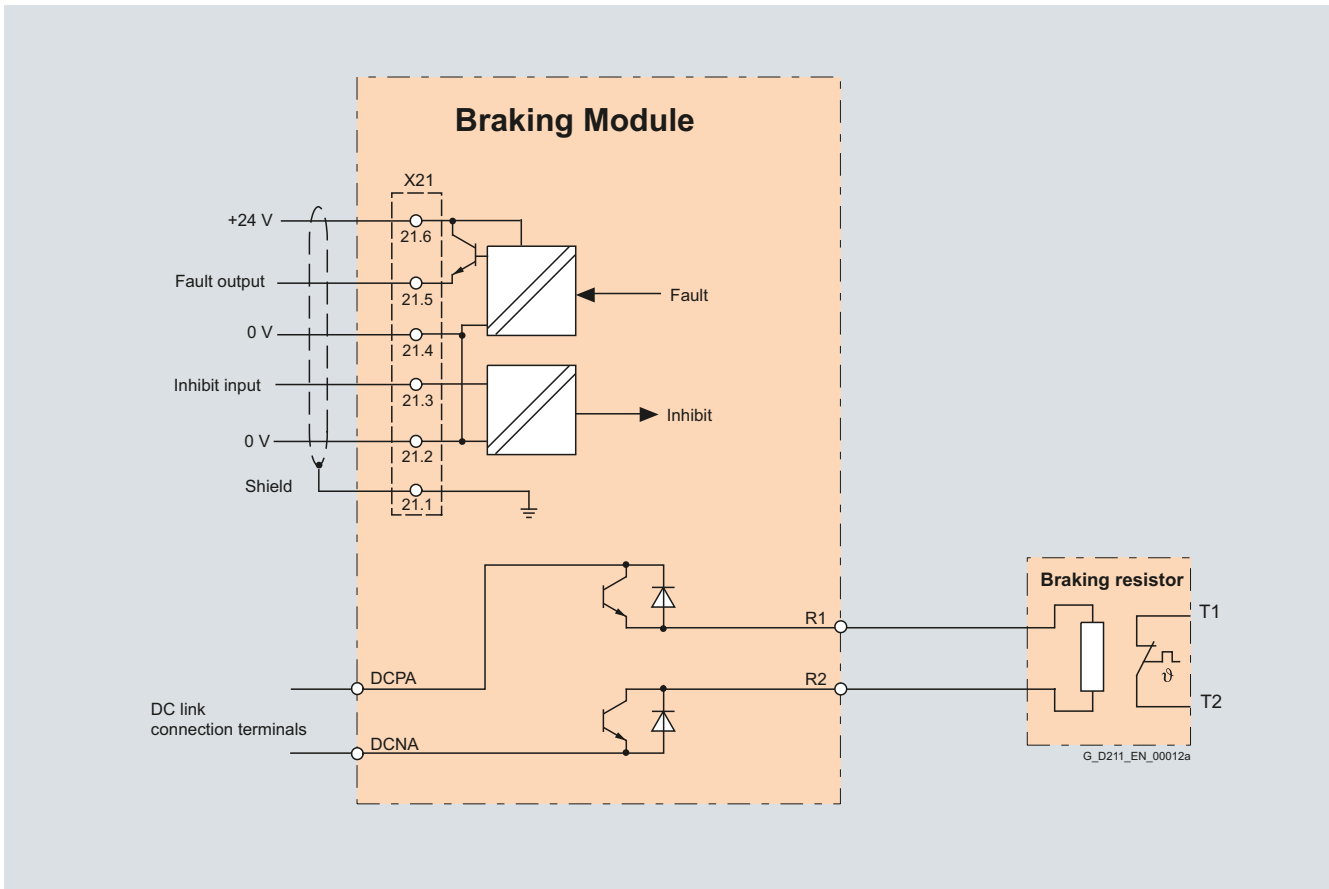 Braking Module
X21
+24 V
21.6
Fault output
21.5
Fault
0 V
21.4
Inhibit input
21.3
Inhibit
0 V
21.2
Shield
21.1
Braking resistor
R1
T1
DCPA
R2
ϑ
T2
DC link
connection terminals
DCNA
G_D211_EN_00012a